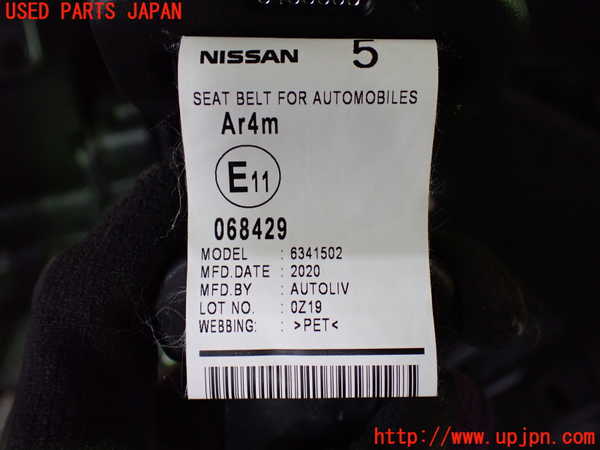 USED PARTS JAPAN
NISSAN 5
SEAT BELT FOR AUTOMOBILES
Ar4m
E11
068429
MODEL : 6341502
MFD.DATE : 2020
MFD.BY : AUTOLIV
LOT NO. : 0Z19
WEBBING: : >PET<
http://www.upjpn.com/